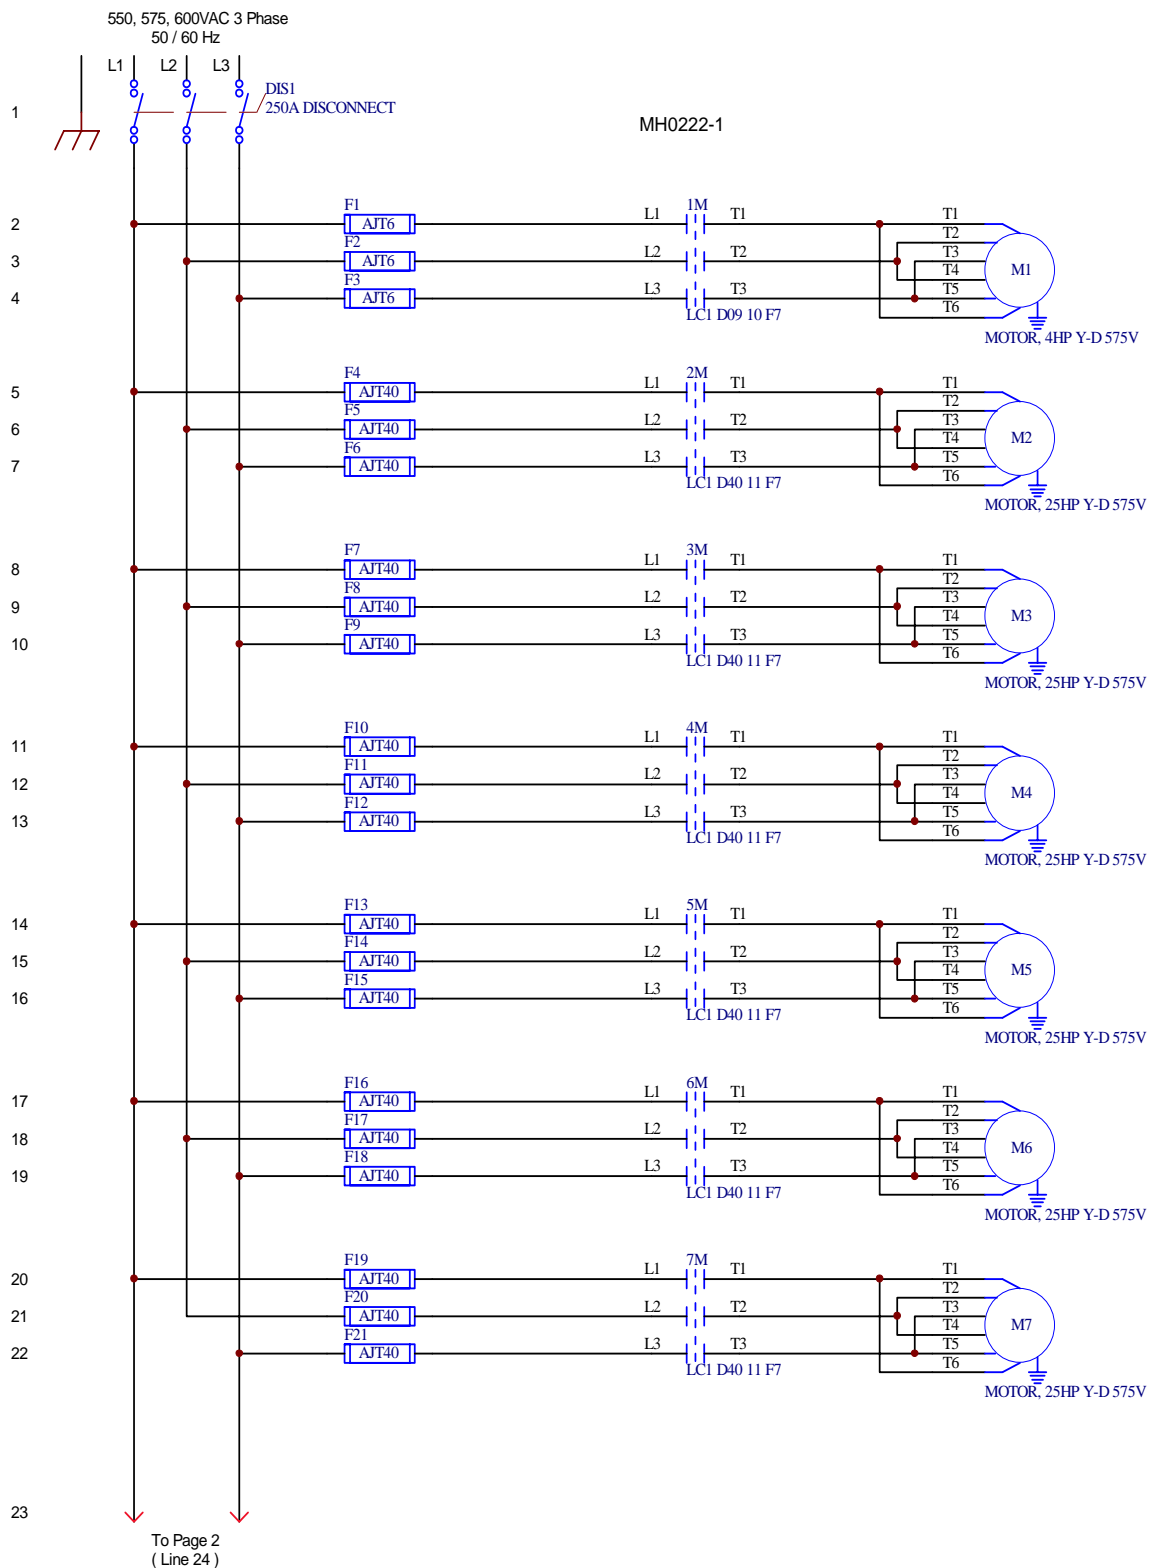 550, 575, 600VAC 3 Phase
50 / 60 Hz
L1 L2 L3
DIS1
250A DISCONNECT
1
MH0222-1
F1 1M
2 AJT6 L1 T1 T1
F2 T2
3 AJT6 L2 T2 T3
F3 T4 M1
4 AJT6 L3 T3 T5
LC1 D09 10 F7 T6
MOTOR, 4HP Y-D 575V
F4 2M
5 AJT40 L1 T1 T1
F5 T2
6 AJT40 L2 T2 T3
F6 T4 M2
7 AJT40 L3 T3 T5
LC1 D40 11 F7 T6
MOTOR, 25HP Y-D 575V
F7 3M
8 AJT40 L1 T1 T1
F8 T2
9 AJT40 L2 T2 T3
F9 T4 M3
10 AJT40 L3 T3 T5
LC1 D40 11 F7 T6
MOTOR, 25HP Y-D 575V
F10 4M
11 AJT40 L1 T1 T1
F11 T2
12 AJT40 L2 T2 T3
F12 T4 M4
13 AJT40 L3 T3 T5
LC1 D40 11 F7 T6
MOTOR, 25HP Y-D 575V
F13 5M
14 AJT40 L1 T1 T1
F14 T2
15 AJT40 L2 T2 T3
F15 T4 M5
16 AJT40 L3 T3 T5
LC1 D40 11 F7 T6
MOTOR, 25HP Y-D 575V
F16 6M
17 AJT40 L1 T1 T1
F17 T2
18 AJT40 L2 T2 T3
F18 T4 M6
19 AJT40 L3 T3 T5
LC1 D40 11 F7 T6
MOTOR, 25HP Y-D 575V
F19 7M
20 AJT40 L1 T1 T1
F20 T2
21 AJT40 L2 T2 T3
F21 T4 M7
22 AJT40 L3 T3 T5
LC1 D40 11 F7 T6
MOTOR, 25HP Y-D 575V
23
To Page 2
( Line 24 )